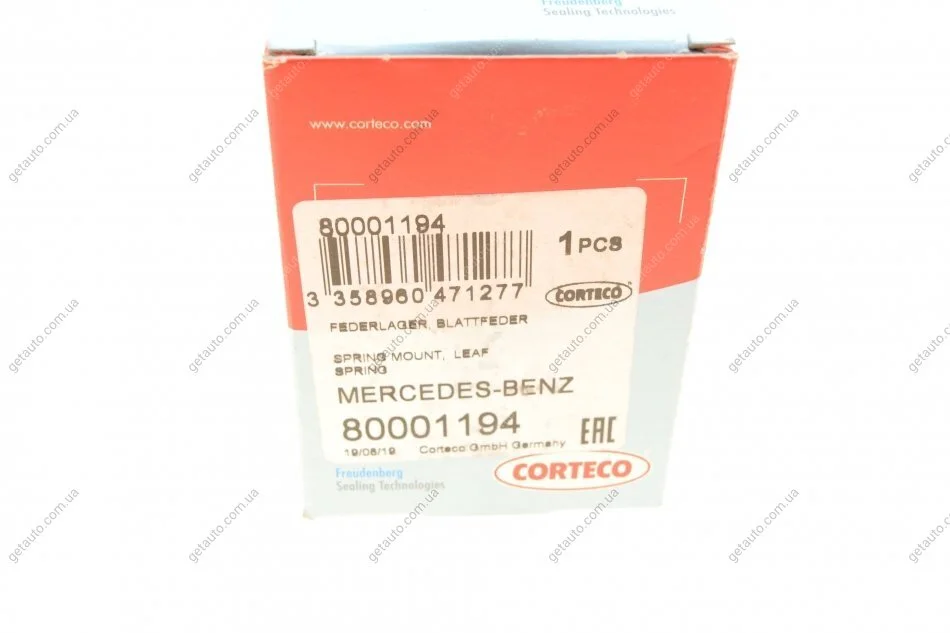 Freudenberg
Sealing Technologies
www.corteco.com
80001194
1 PCS
3 358960 471277
CORTECO
FEDERLAGER, BLATTFEDER
SPRING MOUNT, LEAF
SPRING
MERCEDES-BENZ
80001194
EAC
19/06/19 Corteco GmbH Germany
Freudenberg
Sealing Technologies
CORTECO
getauto.com.ua